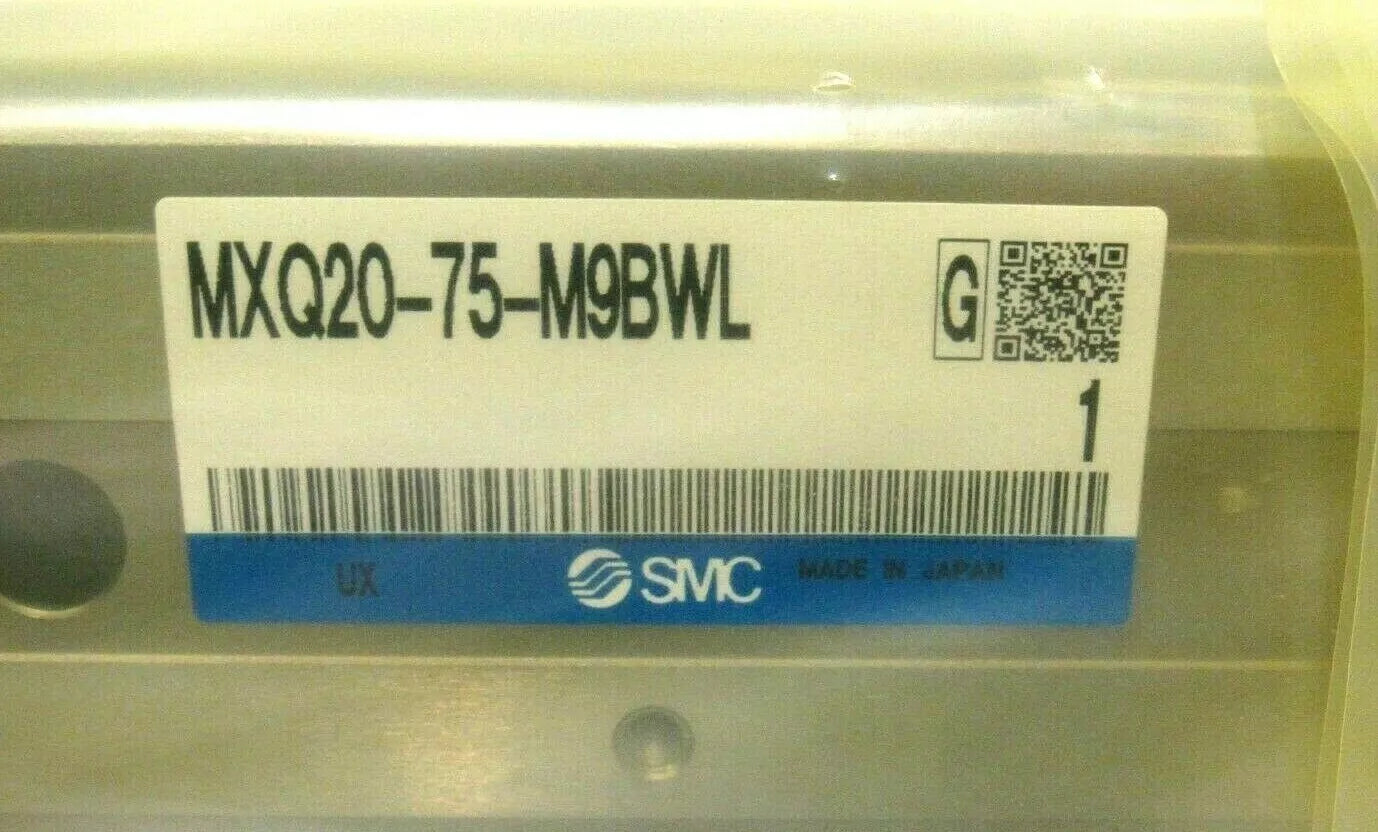 MXQ20-75-M9BWL G
1
UX SMC MADE IN JAPAN